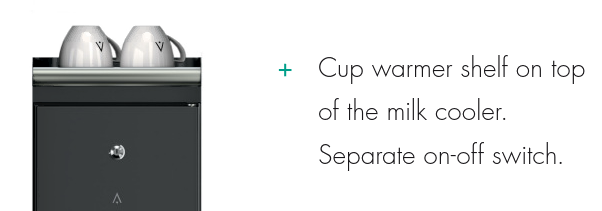 + Cup warmer shelf on top
of the milk cooler.
Separate on-off switch.